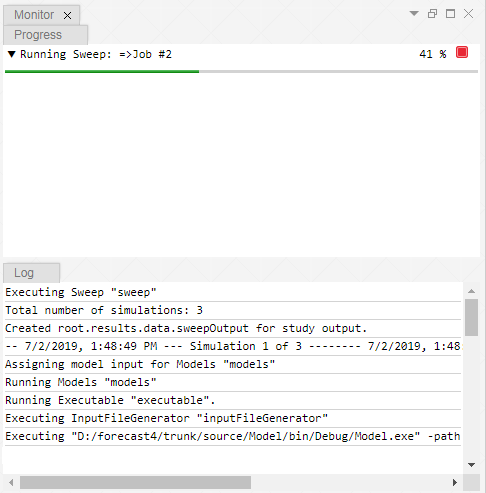 Monitor
Progress
Running Sweep: =>Job #2 41 %
Log
Executing Sweep "sweep"
Total number of simulations: 3
Created root.results.data.sweepOutput for study output.
-- 7/2/2019, 1:48:49 PM --- Simulation 1 of 3 -------- 7/2/2019, 1:48:
Assigning model input for Models "models"
Running Models "models"
Running Executable "executable".
Executing InputFileGenerator "inputFileGenerator"
Executing "D:/forecast4/trunk/source/Model/bin/Debug/Model.exe" -path